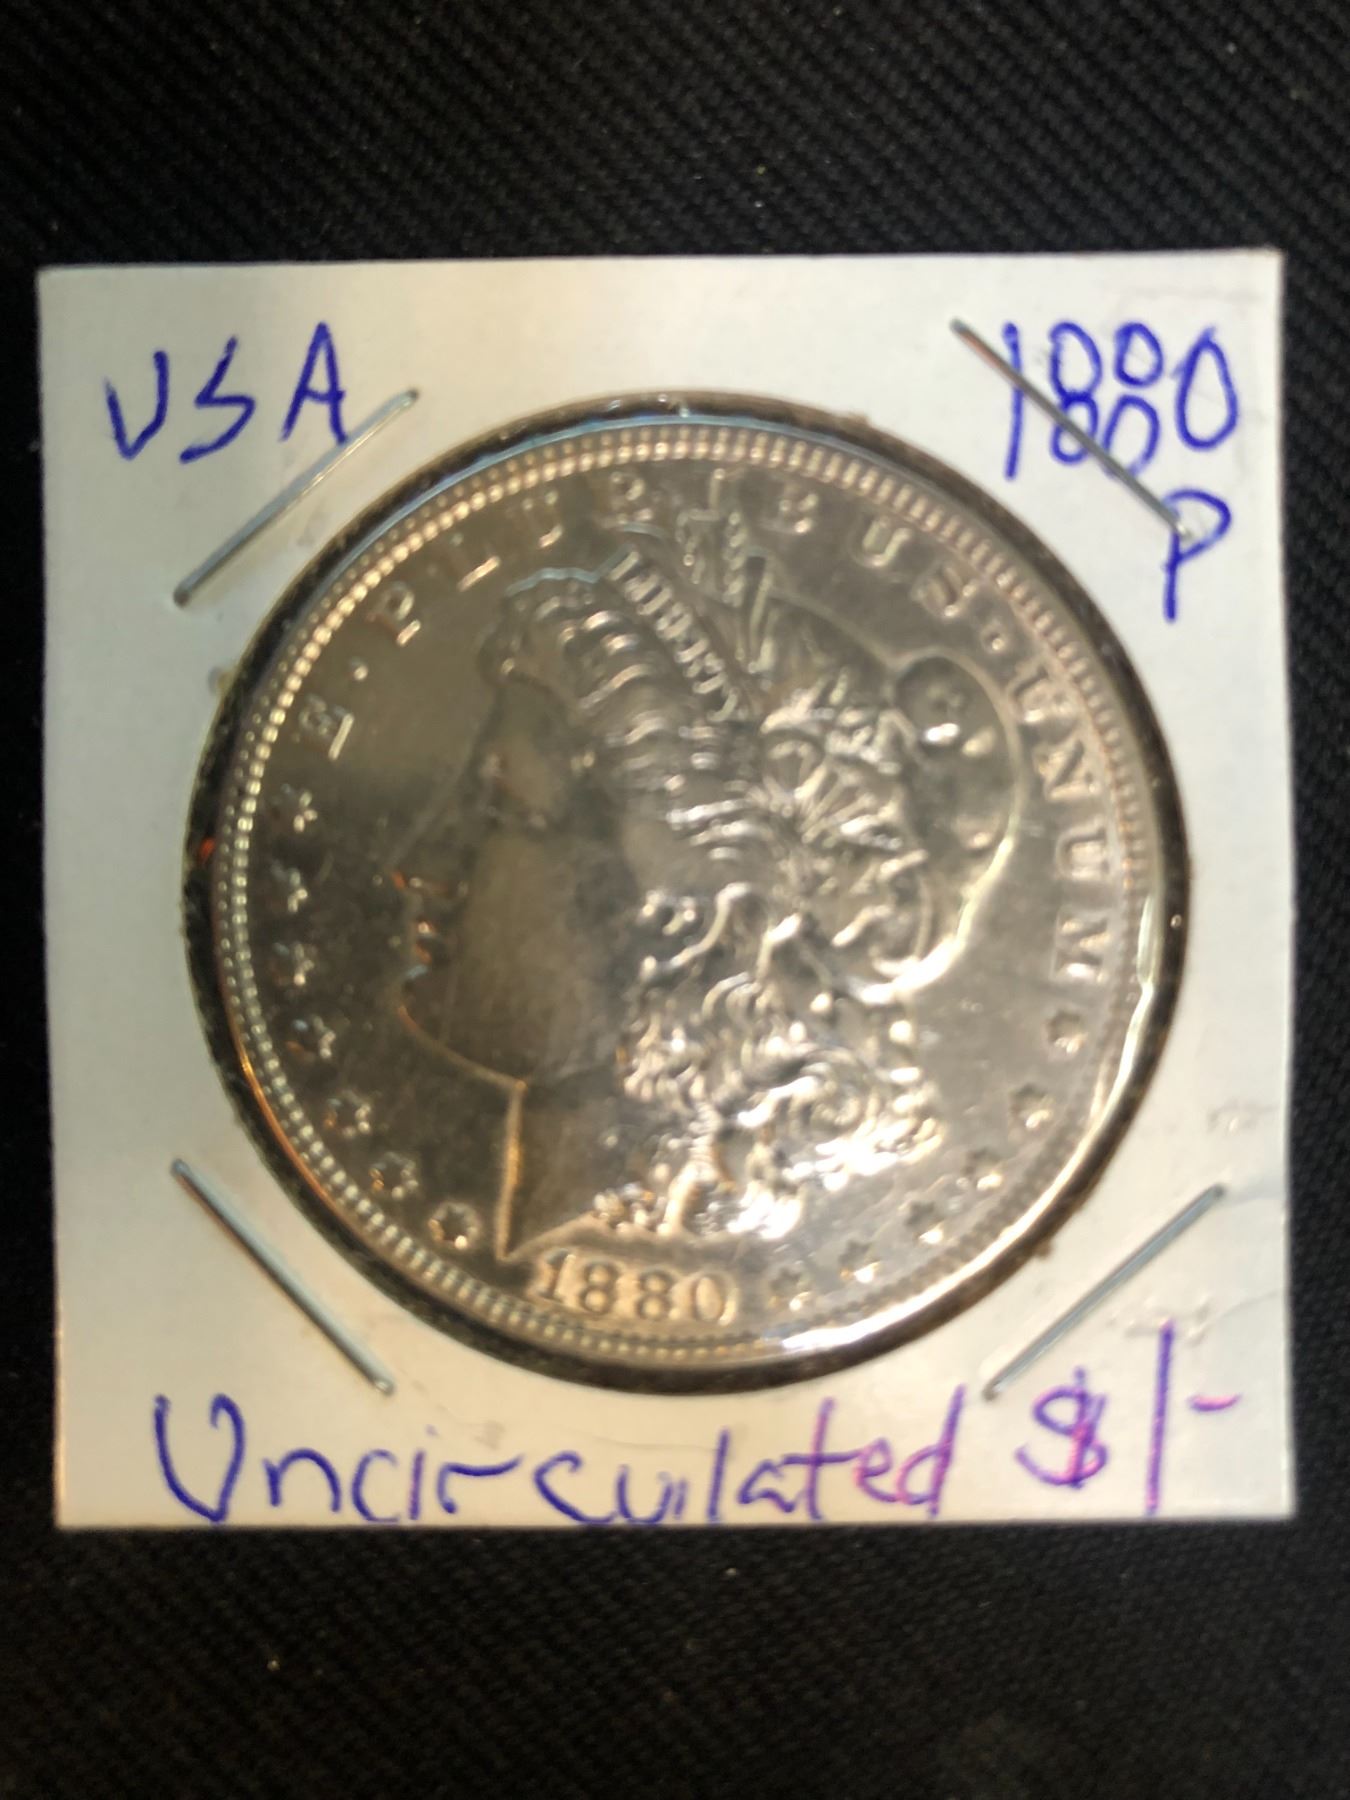 USA
1880
P
E·PLURIBUS·UNUM
LIBERTY
1880
Uncirculated $1-